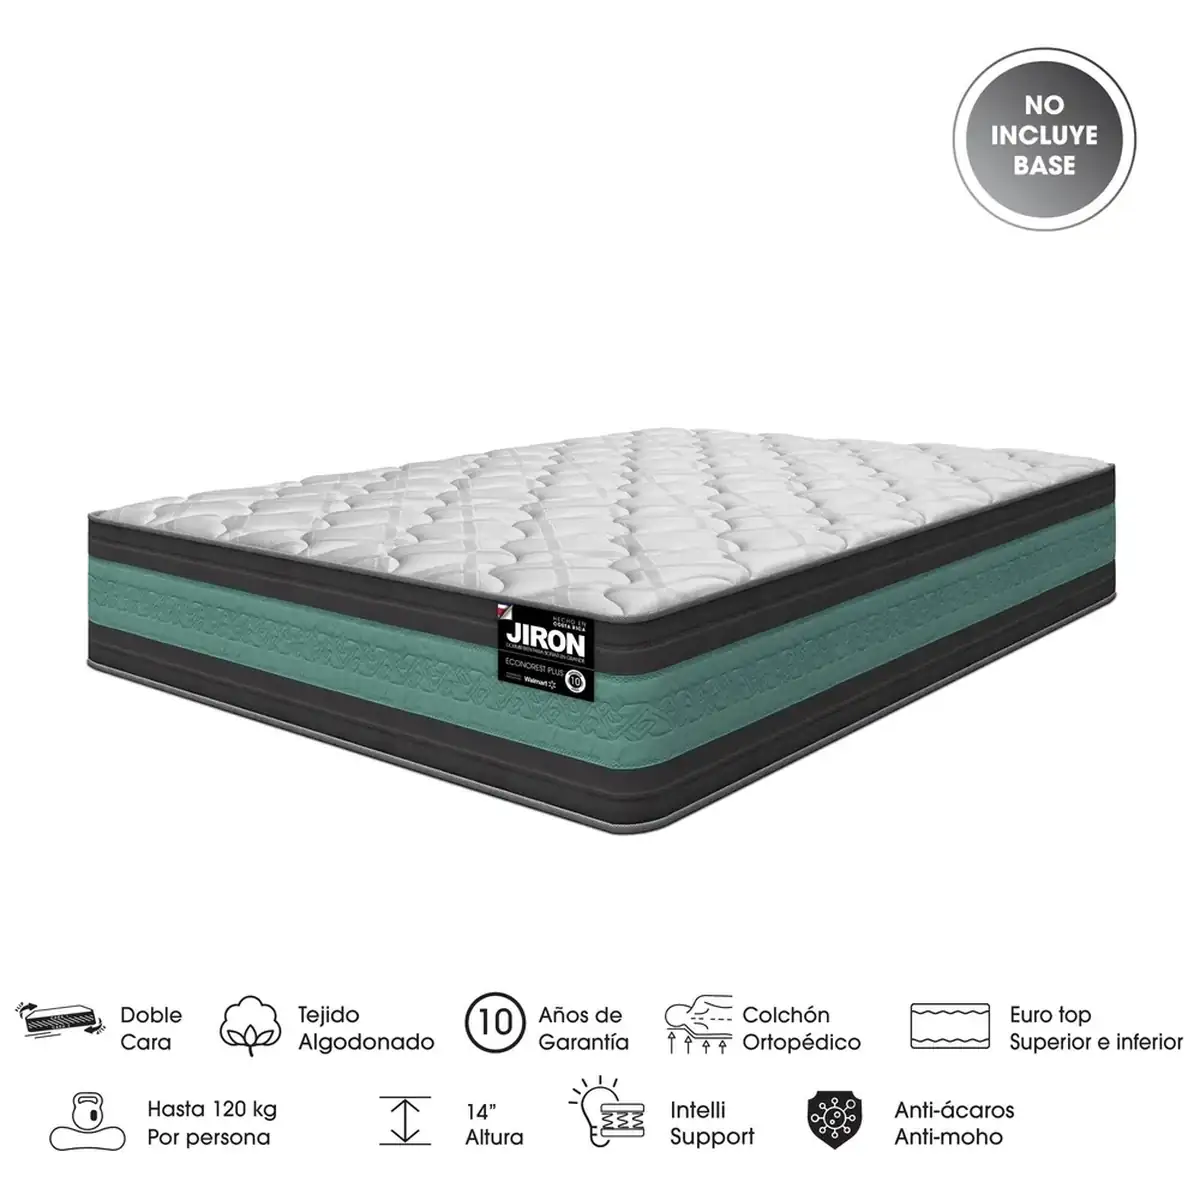 NO
INCLUYE
BASE
HECHO EN
COSTA RICA
JIRON
ECONOREST PLUS
Walmart
10
Doble
Cara
Tejido
Algodonado
10
Años de
Garantía
Colchón
Ortopédico
Euro top
Superior e inferior
Hasta 120 kg
Por persona
14”
Altura
Intelli
Support
Anti-ácaros
Anti-moho